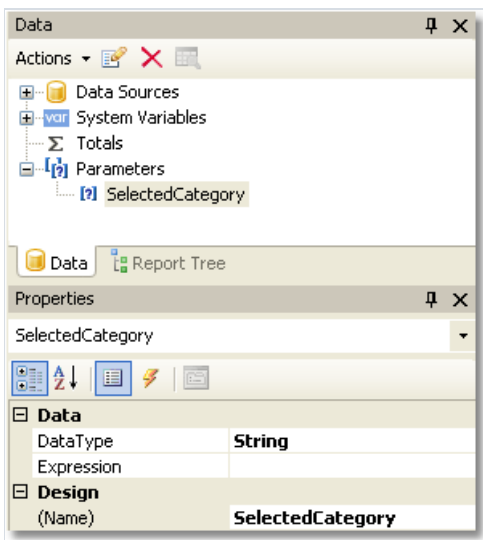 Data
Actions
Data Sources
var System Variables
Σ Totals
[?] Parameters
[?] SelectedCategory
Data Report Tree
Properties
SelectedCategory
A Z
Data
DataType String
Expression
Design
(Name) SelectedCategory